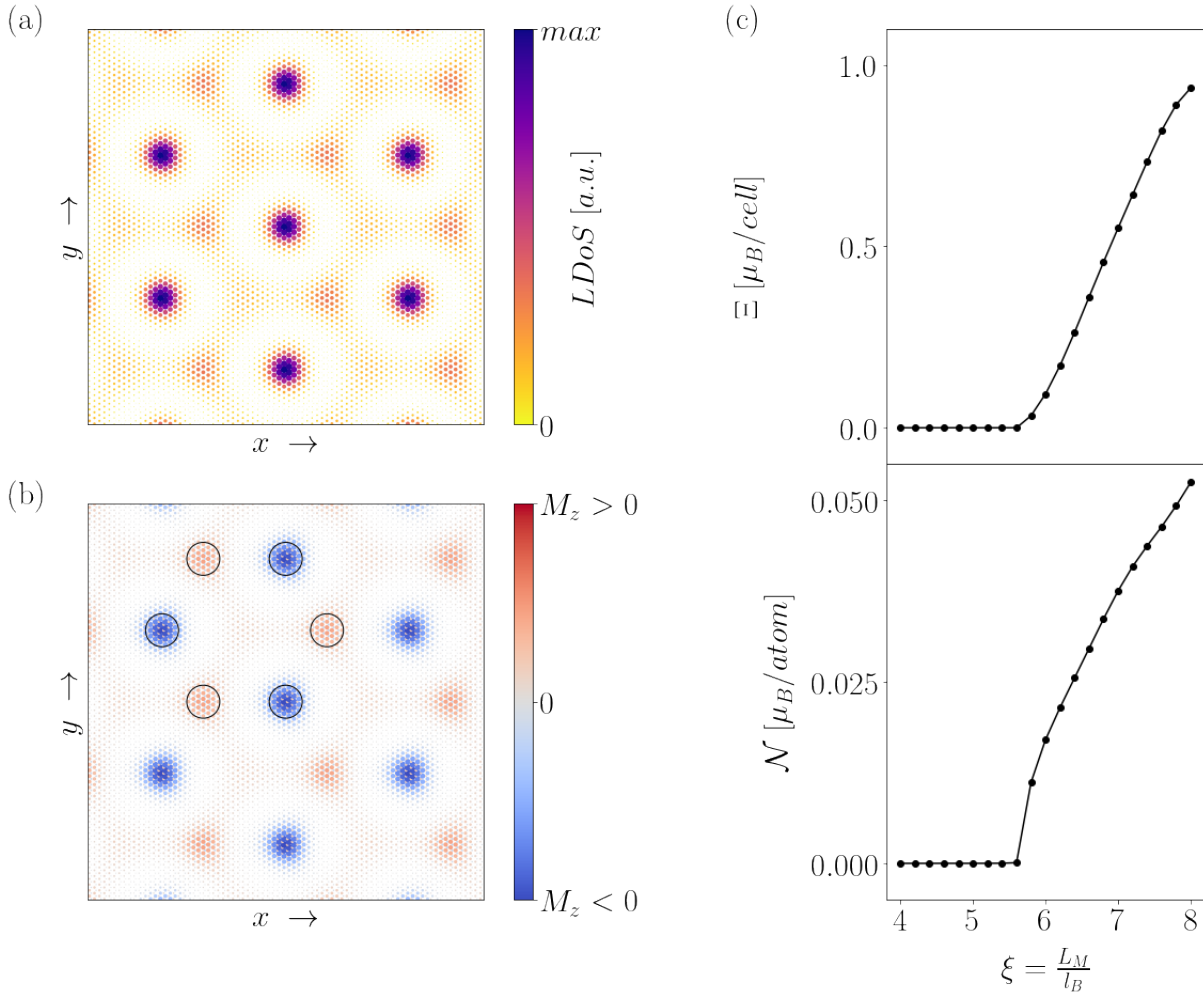 (a)
max
LDoS [a.u.]
0
y →
x →
(b)
M_z > 0
0
M_z < 0
y →
x →
(c)
1.0
0.5
0.0
Ξ [μ_B/cell]
0.050
0.025
0.000
𝒩 [μ_B/atom]
4 5 6 7 8
ξ = \frac{L_M}{l_B}